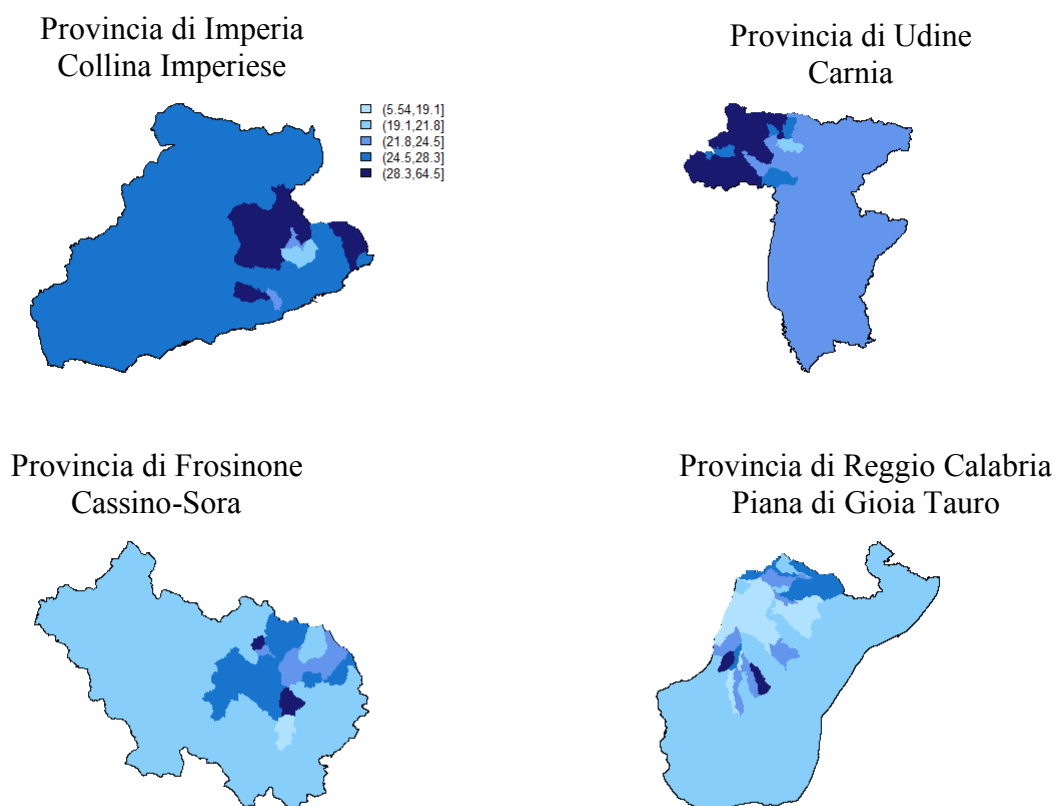 Provincia di Imperia
Collina Imperiese
Provincia di Udine
Carnia
(5.54,19.1]
(19.1,21.8]
(21.8,24.5]
(24.5,28.3]
(28.3,64.5]
Provincia di Frosinone
Cassino-Sora
Provincia di Reggio Calabria
Piana di Gioia Tauro